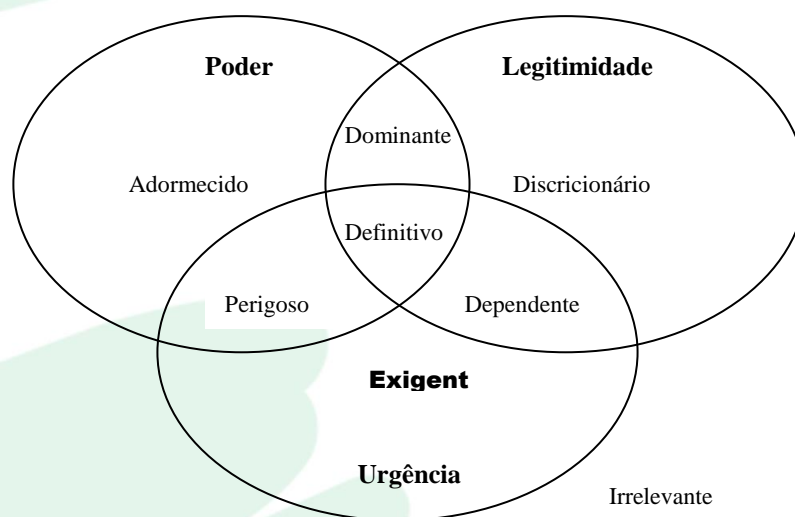 Poder
Legitimidade
Dominante
Adormecido
Discricionário
Definitivo
Perigoso
Dependente
Exigent
Urgência
Irrelevante